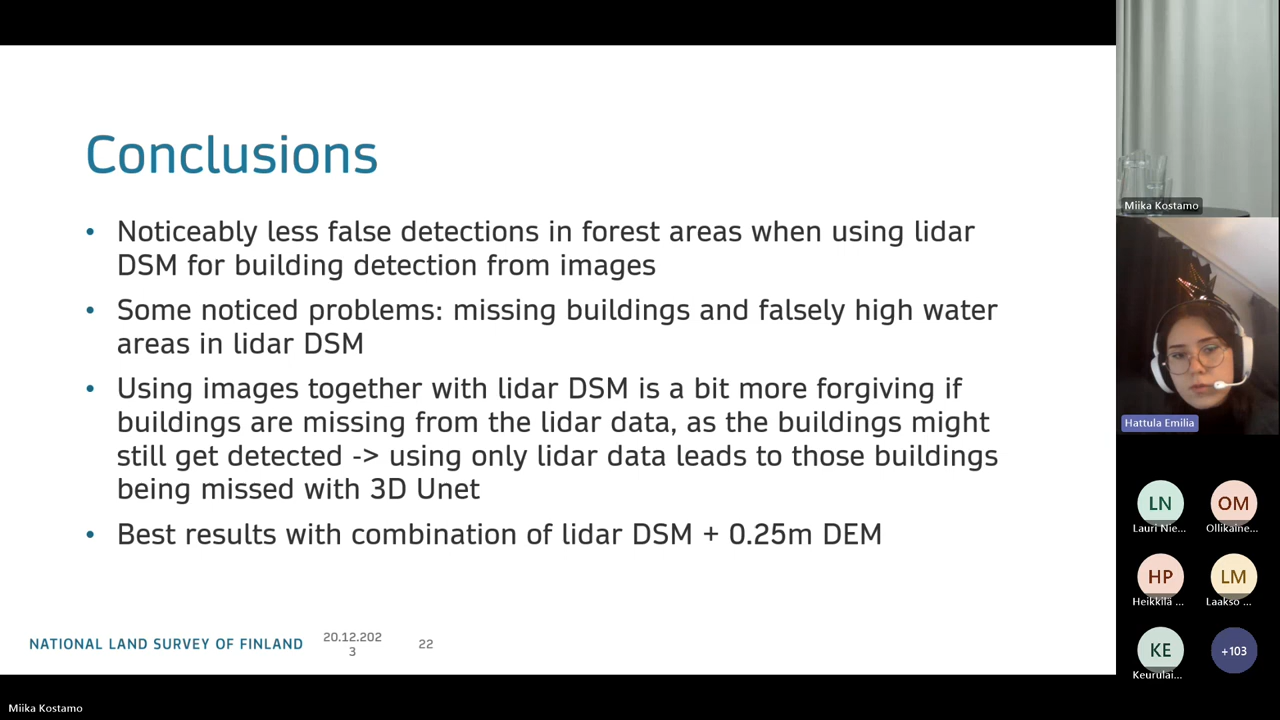 Conclusions
• Noticeably less false detections in forest areas when using lidar
DSM for building detection from images
• Some noticed problems: missing buildings and falsely high water
areas in lidar DSM
• Using images together with lidar DSM is a bit more forgiving if
buildings are missing from the lidar data, as the buildings might
still get detected -> using only lidar data leads to those buildings
being missed with 3D Unet
• Best results with combination of lidar DSM + 0.25m DEM
NATIONAL LAND SURVEY OF FINLAND
20.12.202
3
22
Miika Kostamo
Hattula Emilia
LN
OM
Lauri Nie...
Ollikaine...
HP
LM
Heikkilä ...
Laakso ...
KE
+103
Keurulai...
Miika Kostamo